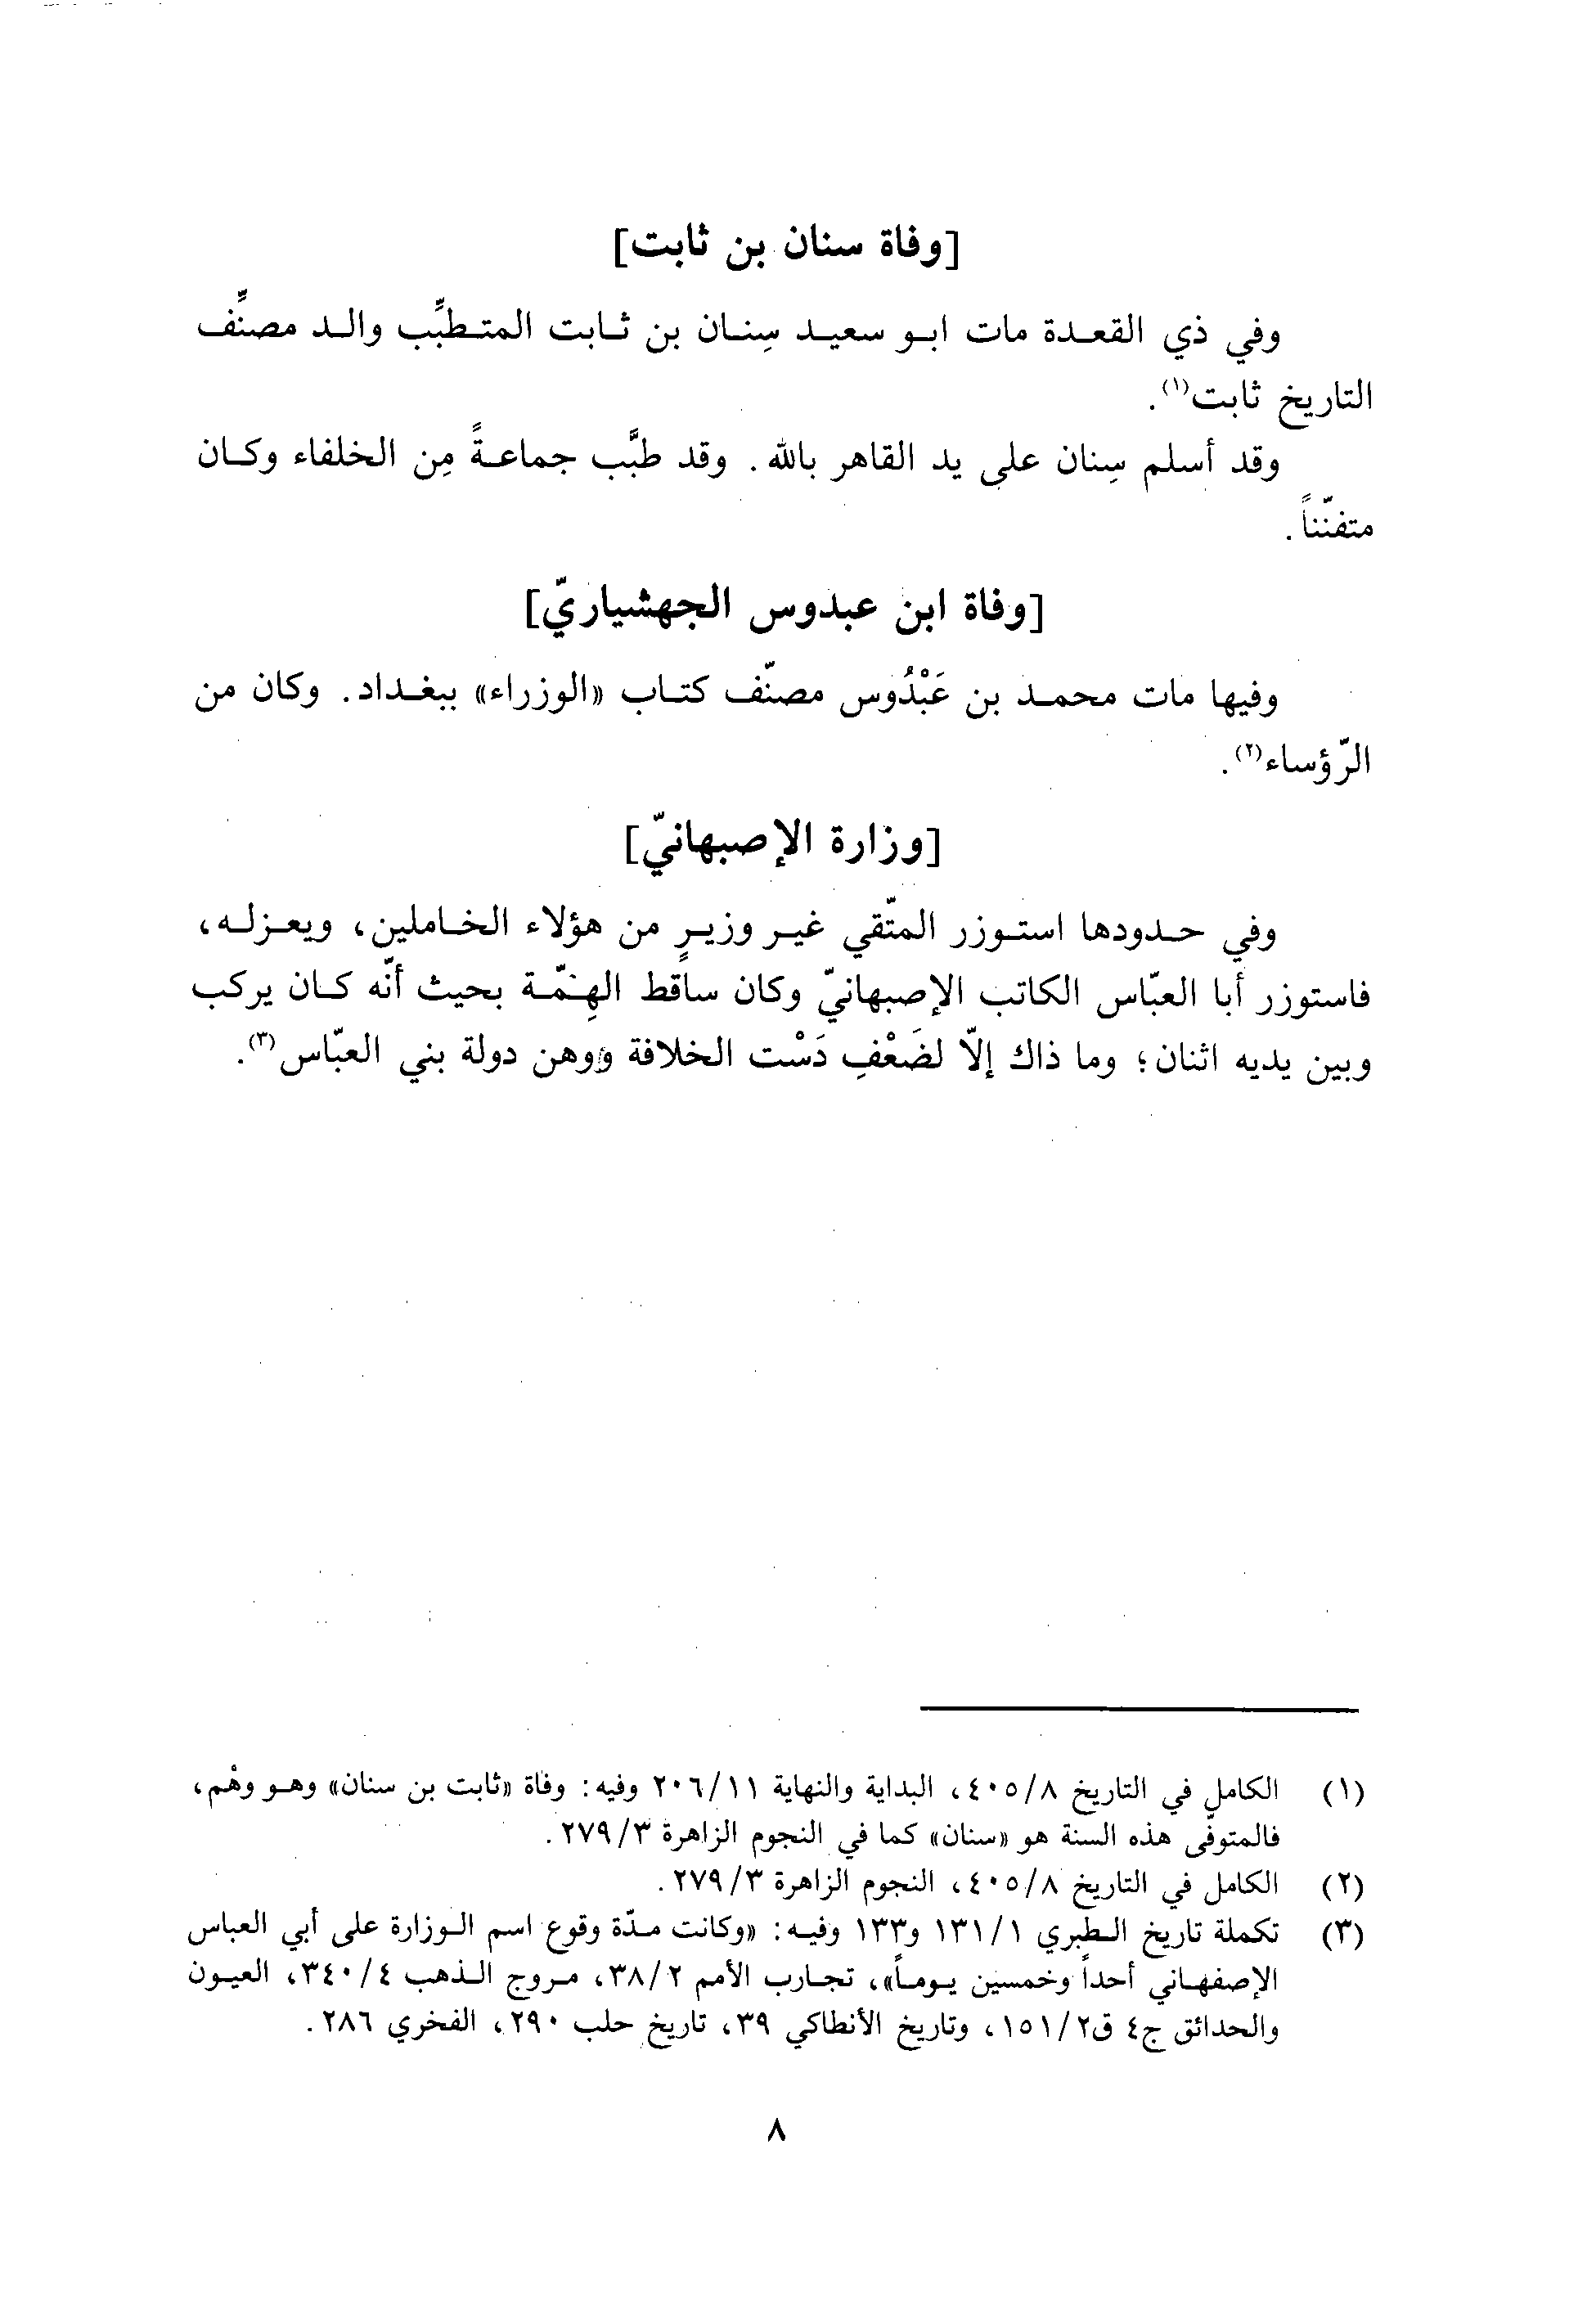 [وفاة سنان بن ثابت]
وفي ذي القعدة مات ابو سعيد سِنان بن ثابت المتطبِّب والد مصنِّف
التاريخ ثابت(١).
وقد أسلم سِنان على يد القاهر بالله. وقد طبَّب جماعةً مِن الخلفاء وكان
متفنّناً.
[وفاة ابن عبدوس الجهشياريّ]
وفيها مات محمد بن عَبْدُوس مصنّف كتاب «الوزراء» ببغداد. وكان من
الرّؤساء(٢).
[وزارة الإصبهانيّ]
وفي حدودها استوزر المتّقي غير وزيرٍ من هؤلاء الخاملين، ويعزله،
فاستوزر أبا العبّاس الكاتب الإصبهانيّ وكان ساقط الهِمّة بحيث أنّه كان يركب
وبين يديه اثنان؛ وما ذاك إلّا لضَعْفِ دَسْت الخلافة ووهن دولة بني العبّاس(٣).
(١) الكامل في التاريخ ٤٠٥/٨، البداية والنهاية ٢٠٦/١١ وفيه: وفاة «ثابت بن سنان» وهو وهْم،
فالمتوفّى هذه السنة هو «سنان» كما في النجوم الزاهرة ٢٧٩/٣.
(٢) الكامل في التاريخ ٤٠٥/٨، النجوم الزاهرة ٢٧٩/٣.
(٣) تكملة تاريخ الطبري ١٣١/١ و١٣٣ وفيه: «وكانت مدّة وقوع اسم الوزارة على أبي العباس
الإصفهاني أحداً وخمسين يوماً»، تجارب الأمم ٣٨/٢، مروج الذهب ٣٤٠/٤، العيون
والحدائق ج٤ ق١٥١/٢، وتاريخ الأنطاكي ٣٩، تاريخ حلب ٢٩٠، الفخري ٢٨٦.
٨